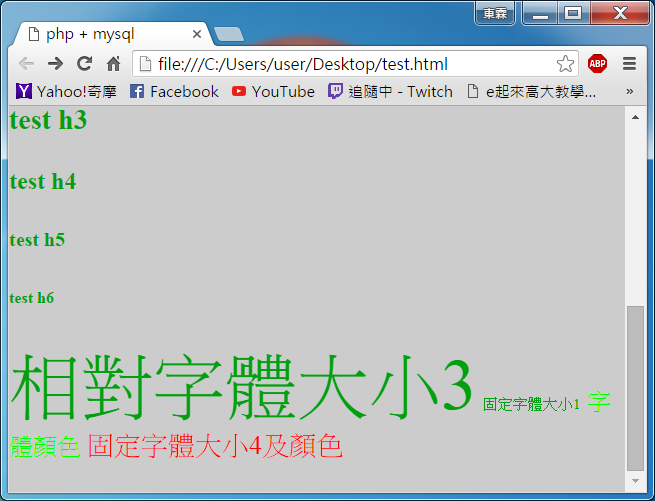 東霖
php + mysql
file:///C:/Users/user/Desktop/test.html
ABP
Yahoo!奇摩 Facebook YouTube 追隨中 - Twitch e起來高大教學... »
test h3
test h4
test h5
test h6
相對字體大小3 固定字體大小1 字
體顏色 固定字體大小4及顏色